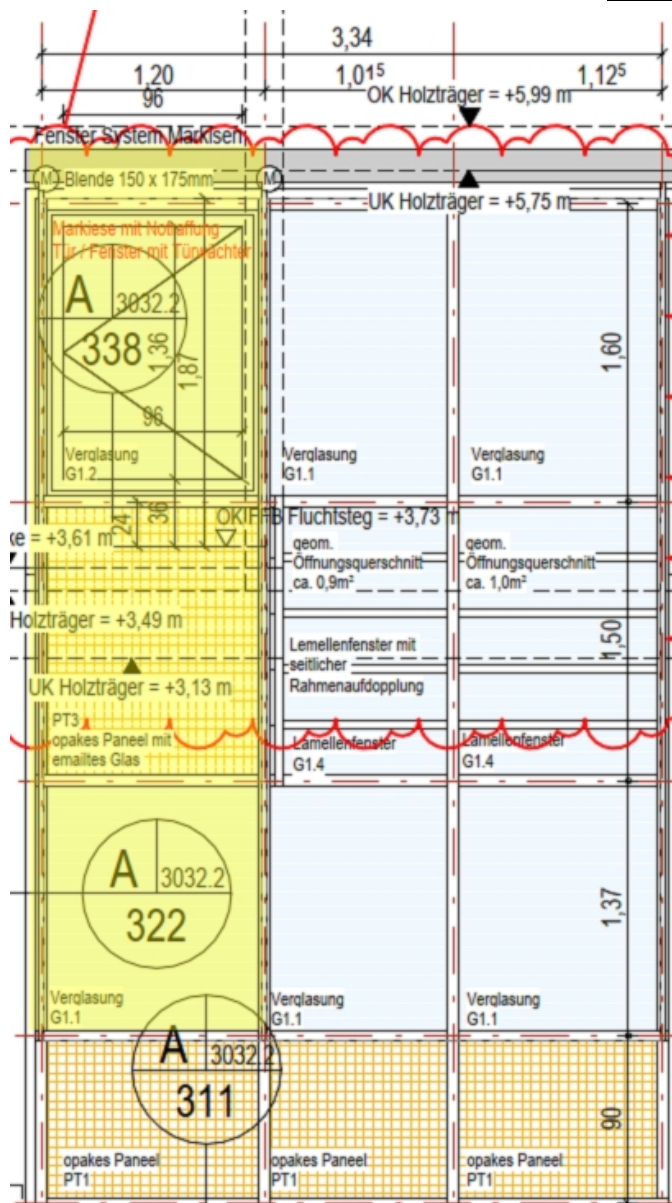 3,34
1,20
1,01⁵
1,12⁵
96
OK Holzträger = +5,99 m
Fenster System Markisen
M
Blende 150 x 175mm
M
UK Holzträger = +5,75 m
Markiese mit Notraffung
Tür / Fenster mit Türwächter
A
3032.2
338
1,36
1,87
1,60
96
Verglasung
G1.2
Verglasung
G1.1
Verglasung
G1.1
24
36
Fluchtsteg = +3,73 m
= +3,61 m
geom.
Öffnungsquerschnitt
ca. 0,9m²
geom.
Öffnungsquerschnitt
ca. 1,0m²
Holzträger = +3,49 m
1,50
Lemellenfenster mit
seitlicher
Rahmenaufdopplung
UK Holzträger = +3,13 m
PT3
opakes Paneel mit
emailtes Glas
Lamellenfenster
G1.4
Lamellenfenster
G1.4
A
3032.2
322
1,37
Verglasung
G1.1
Verglasung
G1.1
Verglasung
G1.1
A
3032.2
311
90
opakes Paneel
PT1
opakes Paneel
PT1
opakes Paneel
PT1